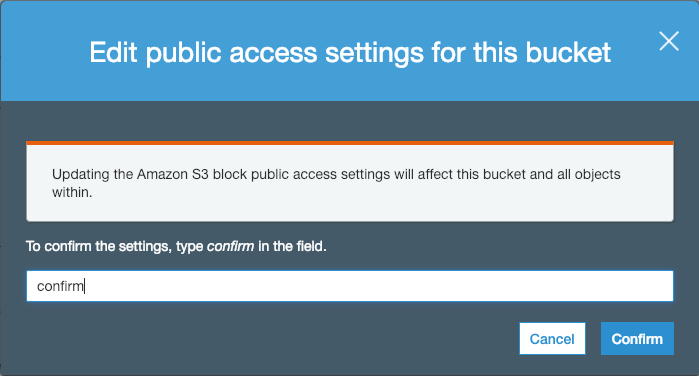 Edit public access settings for this bucket
Updating the Amazon S3 block public access settings will affect this bucket and all objects
within.
To confirm the settings, type confirm in the field.
confirm
Cancel Confirm